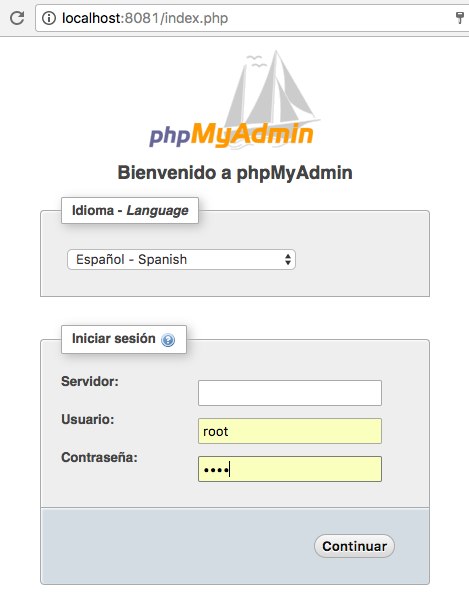 localhost:8081/index.php
phpMyAdmin
Bienvenido a phpMyAdmin
Idioma - Language
Español - Spanish
Iniciar sesión
Servidor:
Usuario:
root
Contraseña:
••••
Continuar